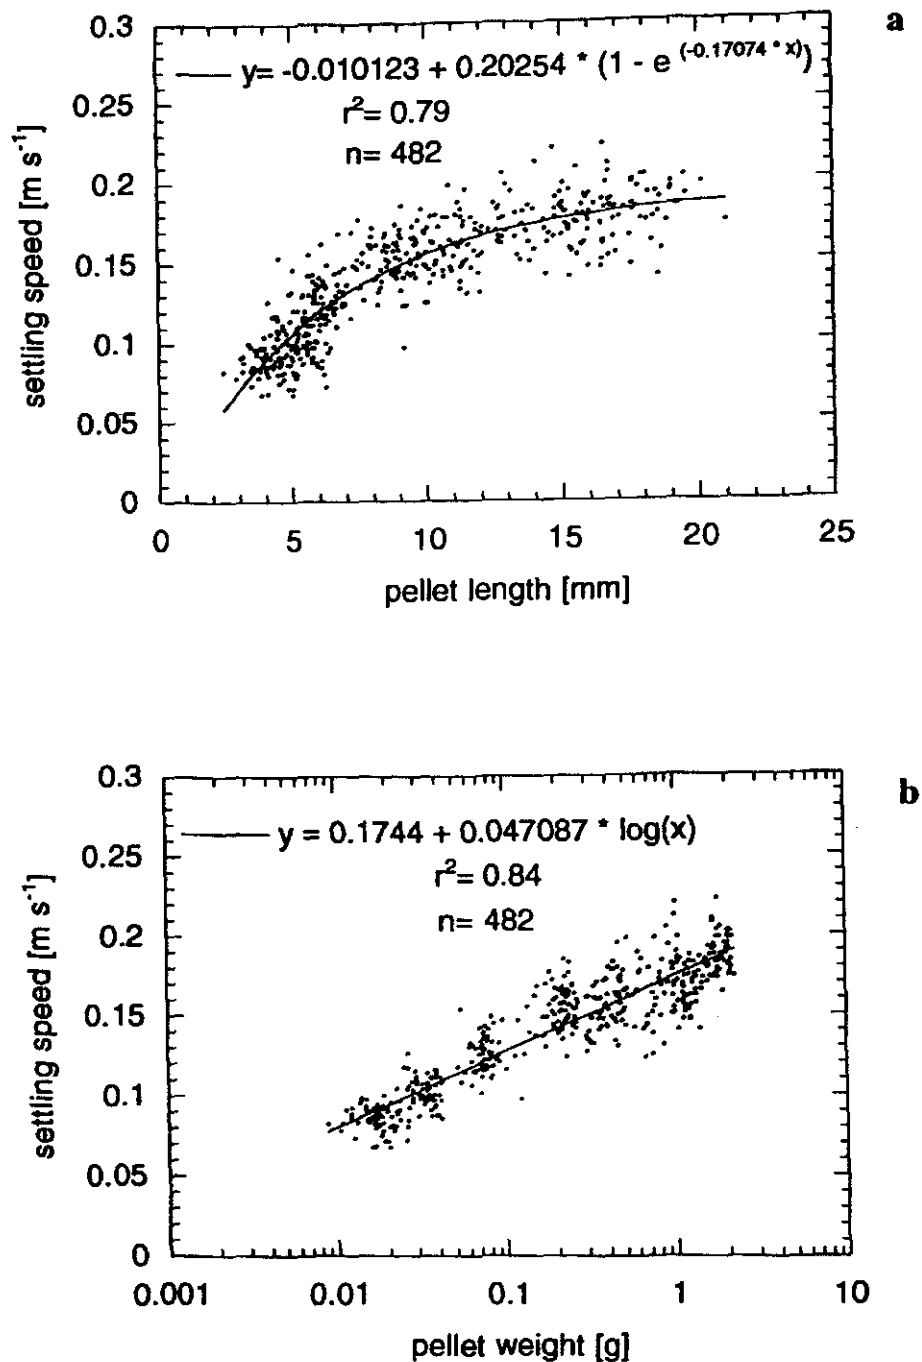 a
0.3
y= -0.010123 + 0.20254 * (1 - e (-0.17074 * x))
0.25
r2= 0.79
n= 482
0.2
0.15
0.1
0.05
0
settling speed [m s-1]
0 5 10 15 20 25
pellet length [mm]
b
0.3
y = 0.1744 + 0.047087 * log(x)
0.25
r2= 0.84
n= 482
0.2
0.15
0.1
0.05
0
settling speed [m s-1]
0.001 0.01 0.1 1 10
pellet weight [g]